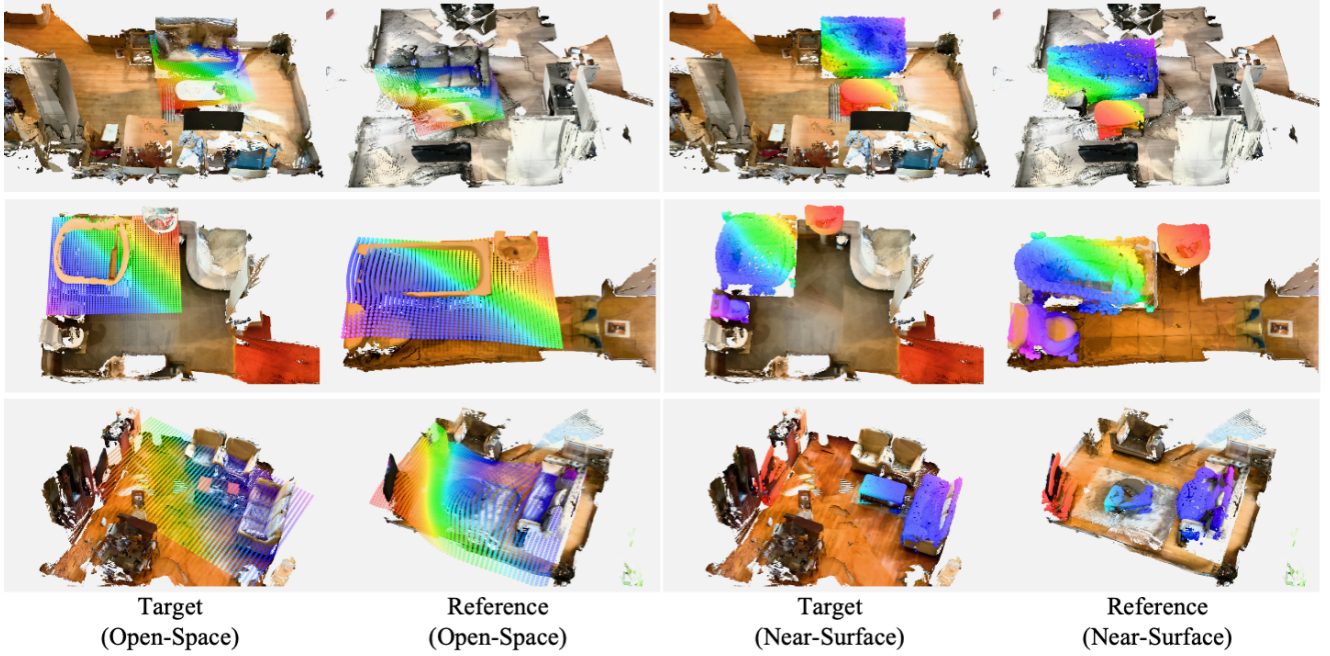 Target
(Open-Space)
Reference
(Open-Space)
Target
(Near-Surface)
Reference
(Near-Surface)